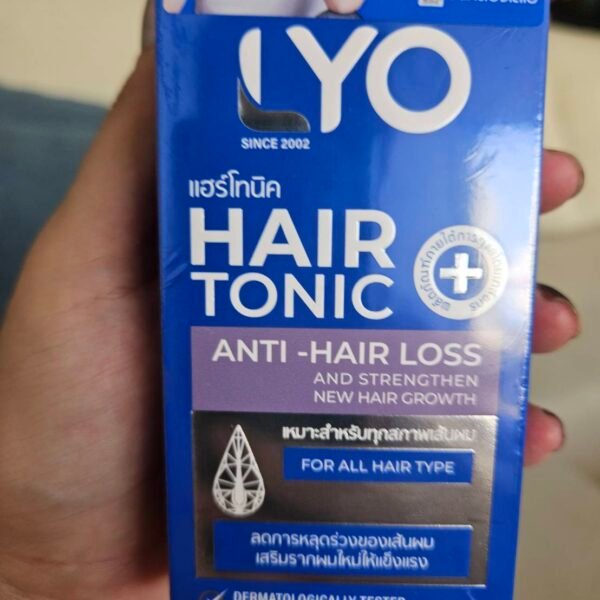 LYO
SINCE 2002
แฮร์โทนิค
HAIR
TONIC
ANTI -HAIR LOSS
AND STRENGTHEN
NEW HAIR GROWTH
เหมาะสำหรับทุกสภาพเส้นผม
FOR ALL HAIR TYPE
ลดการหลุดร่วงของเส้นผม
เสริมรากผมใหม่ให้แข็งแรง
DERMATOLOGICALLY TESTED